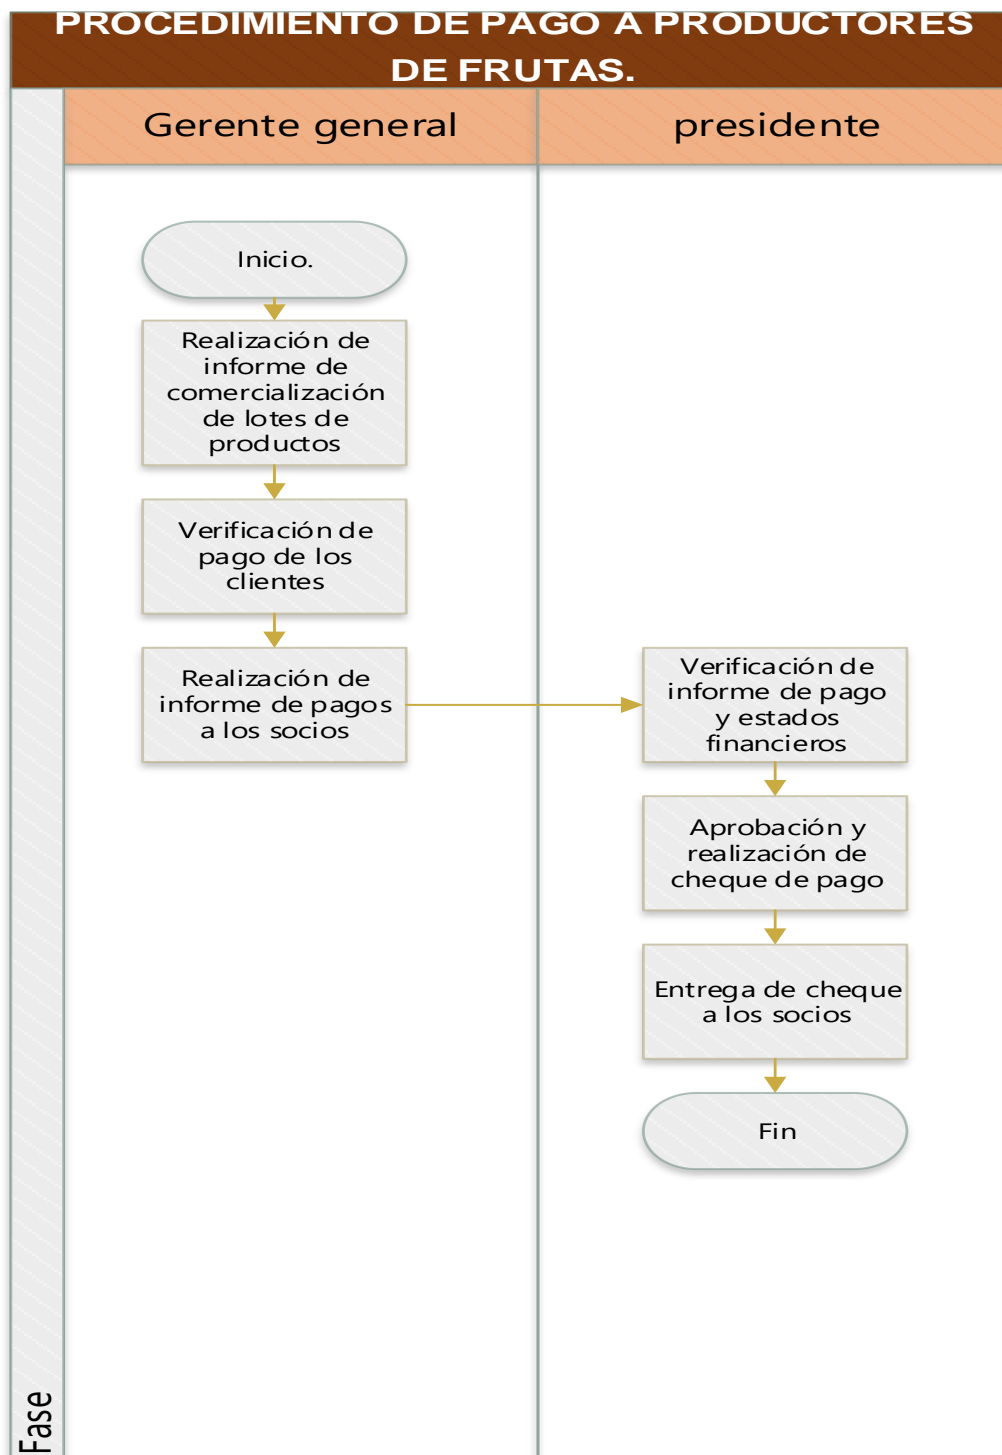 PROCEDIMIENTO DE PAGO A PRODUCTORES
DE FRUTAS.
Gerente general
presidente
Inicio.
Realización de
informe de
comercialización
de lotes de
productos
Verificación de
pago de los
clientes
Realización de
informe de pagos
a los socios
Verificación de
informe de pago
y estados
financieros
Aprobación y
realización de
cheque de pago
Entrega de cheque
a los socios
Fin
Fase